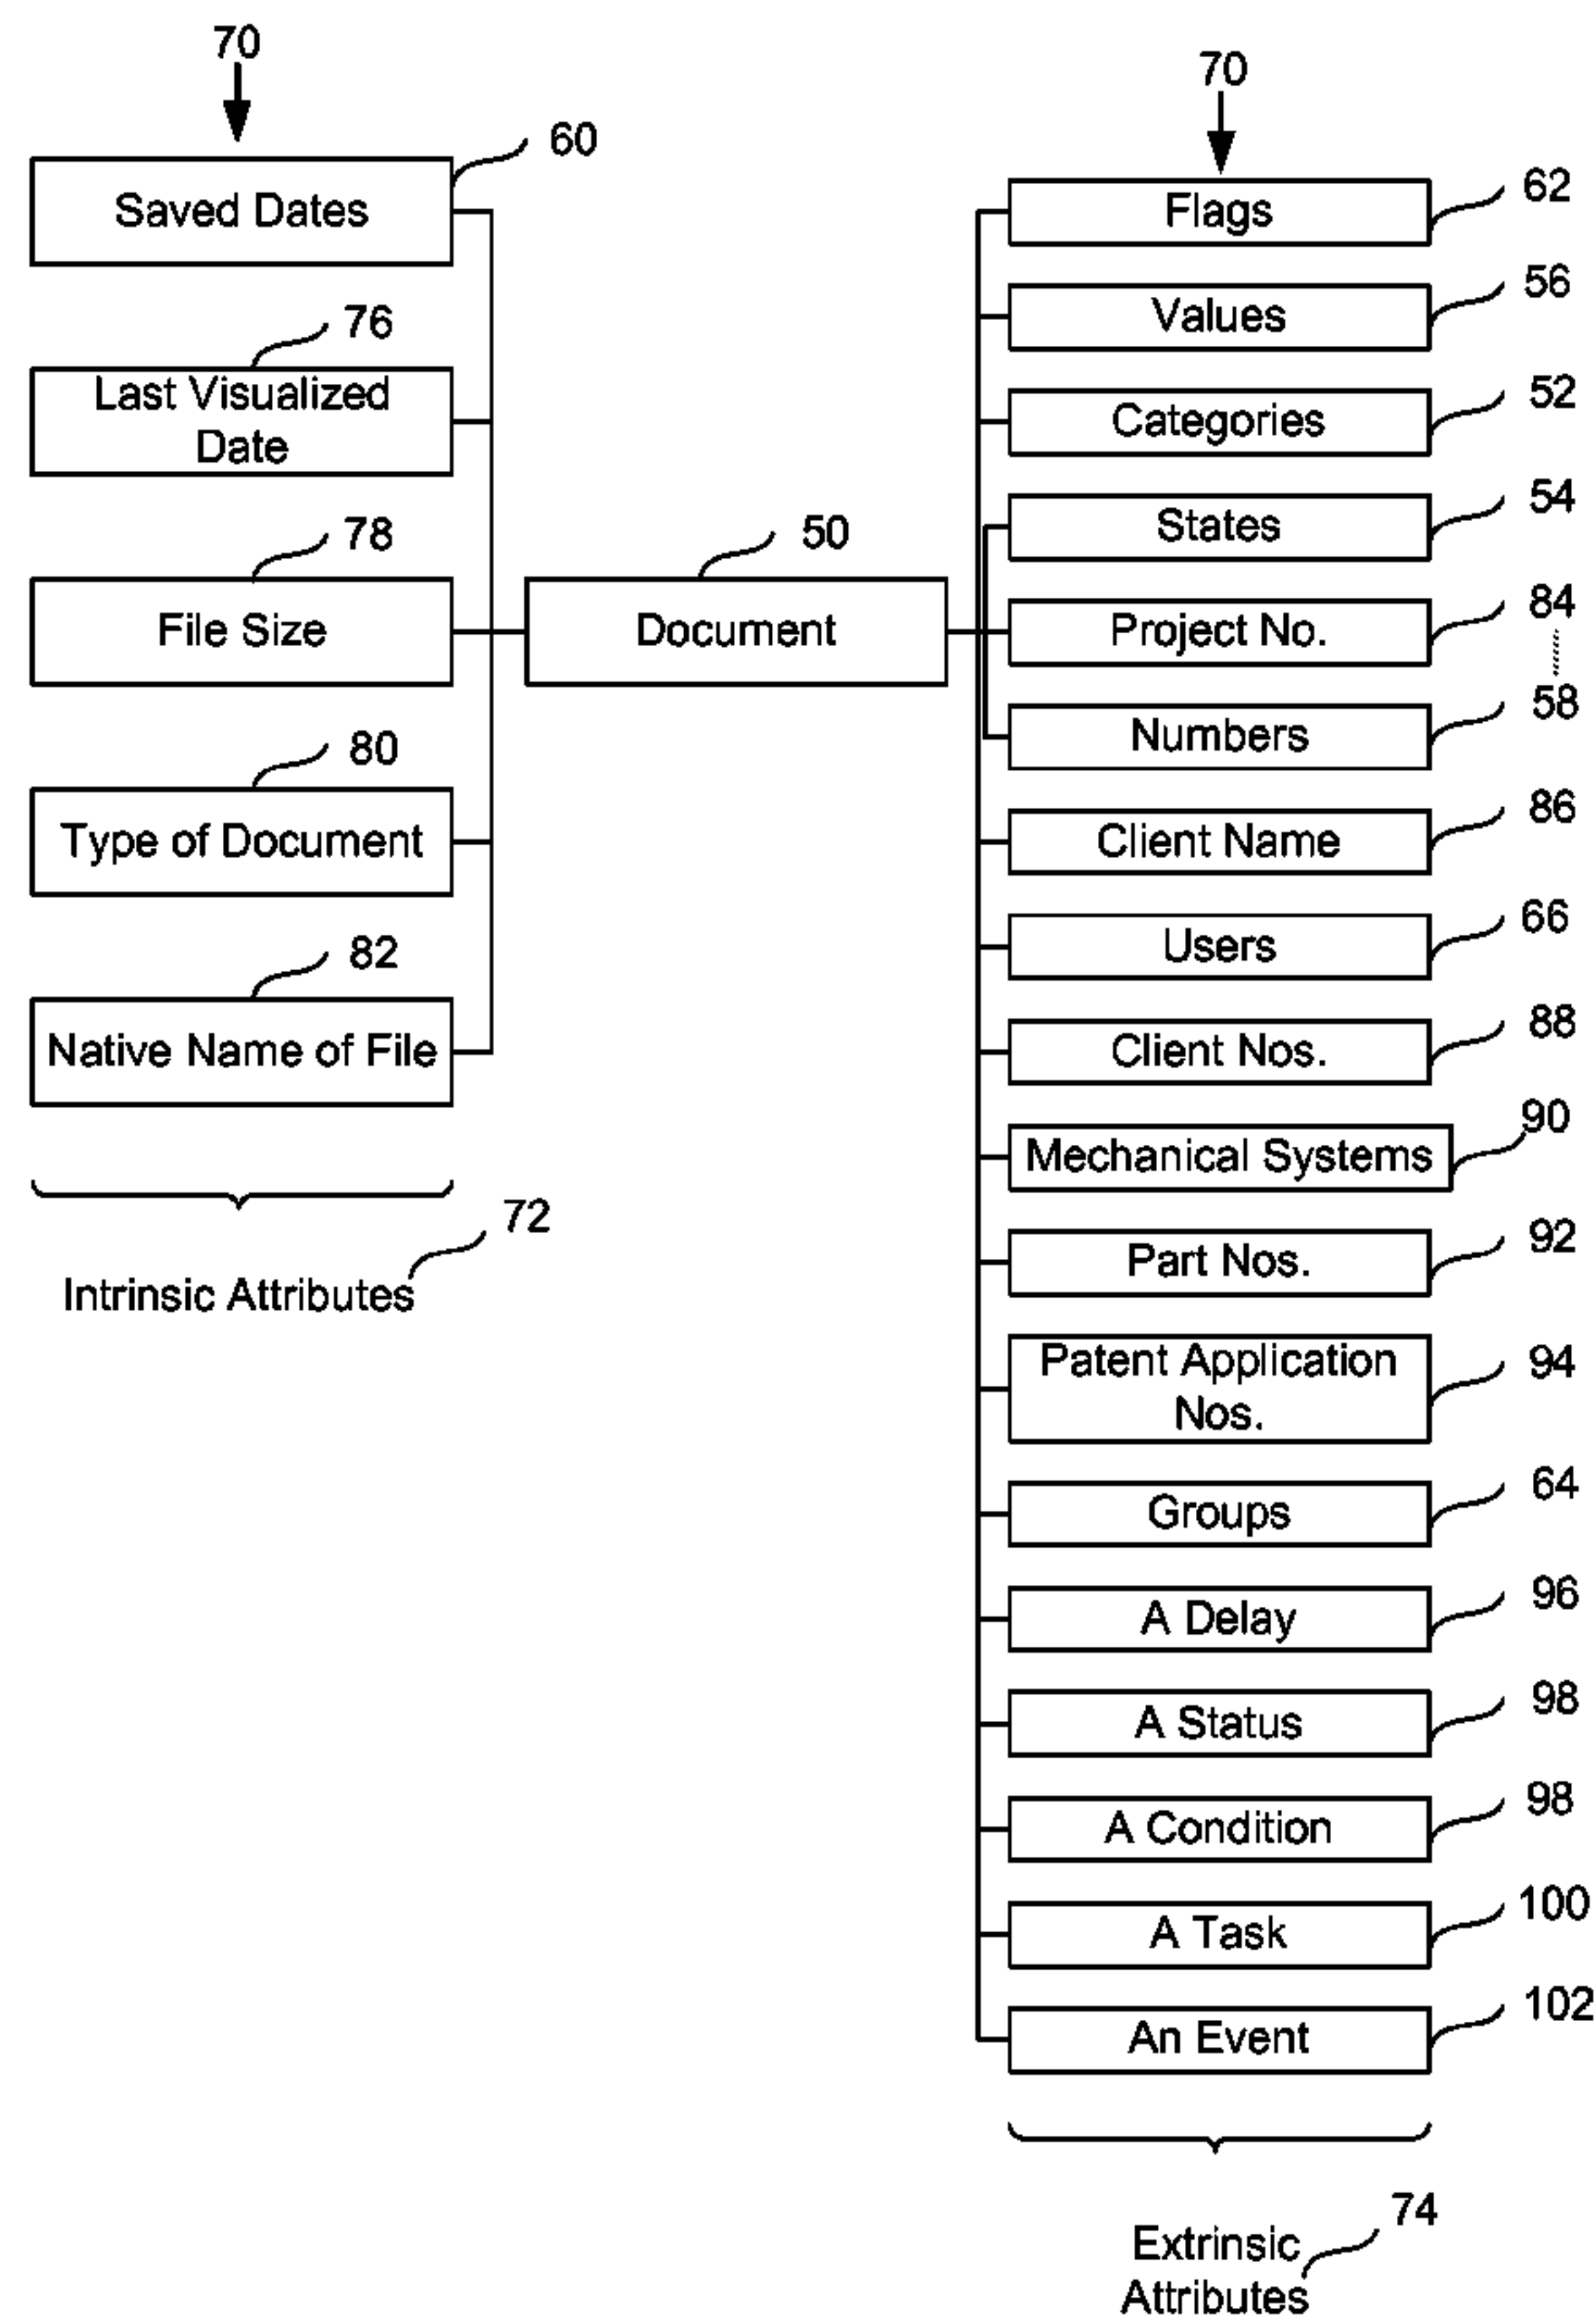 70
60
Saved Dates
76
Last Visualized
Date
78
File Size
80
Type of Document
82
Native Name of File
72
Intrinsic Attributes
50
Document
70
Flags
62
Values
56
Categories
52
States
54
Project No.
84
Numbers
58
Client Name
86
Users
66
Client Nos.
88
Mechanical Systems
90
Part Nos.
92
Patent Application
Nos.
94
Groups
64
A Delay
96
A Status
98
A Condition
98
A Task
100
An Event
102
74
Extrinsic
Attributes